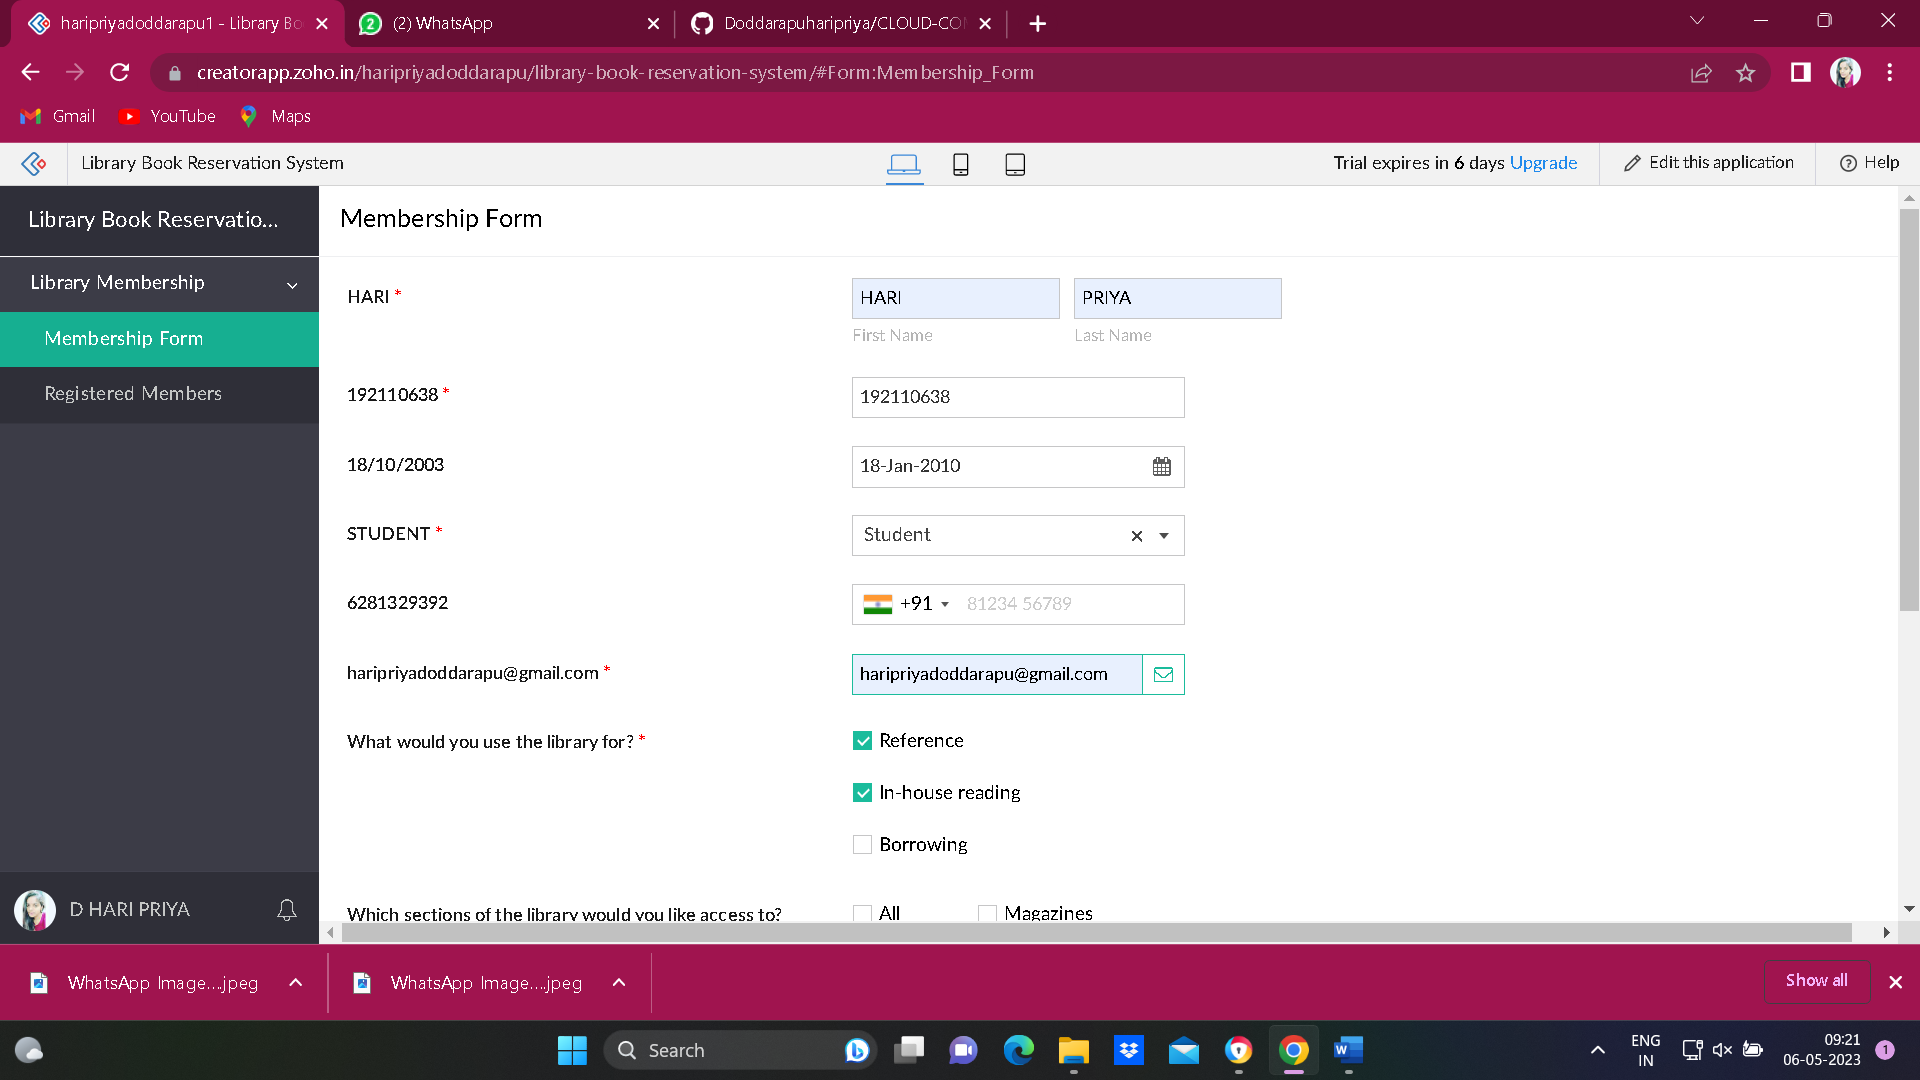 haripriyadoddarapu1 - Library Bo
(2) WhatsApp
Doddarapuharipriya/CLOUD-COM
creatorapp.zoho.in/haripriyadoddarapu/library-book-reservation-system/#Form:Membership_Form
Gmail
YouTube
Maps
Library Book Reservation System
Trial expires in 6 days Upgrade
Edit this application
Help
Library Book Reservatio...
Library Membership
Membership Form
Registered Members
Membership Form
HARI *
HARI
PRIYA
First Name
Last Name
192110638 *
192110638
18/10/2003
18-Jan-2010
STUDENT *
Student
6281329392
+91
81234 56789
haripriyadoddarapu@gmail.com *
haripriyadoddarapu@gmail.com
What would you use the library for? *
Reference
In-house reading
Borrowing
Which sections of the library would you like access to?
All
Magazines
D HARI PRIYA
WhatsApp Image....jpeg
WhatsApp Image....jpeg
Show all
Search
ENG
IN
09:21
06-05-2023
1